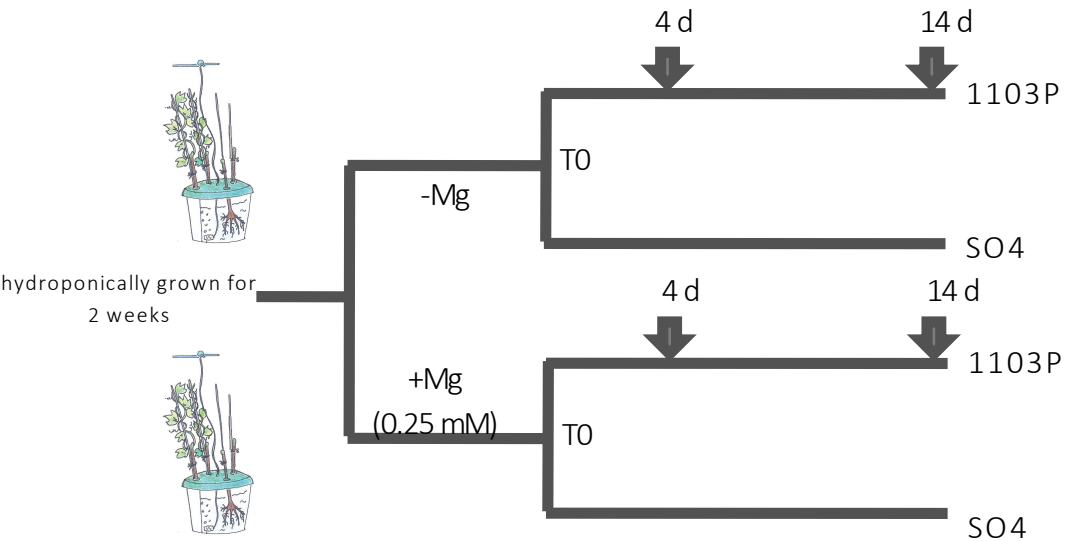 4 d
14 d
1103P
T0
-Mg
SO4
hydroponically grown for
2 weeks
4 d
14 d
1103P
+Mg
(0.25 mM)
T0
SO4